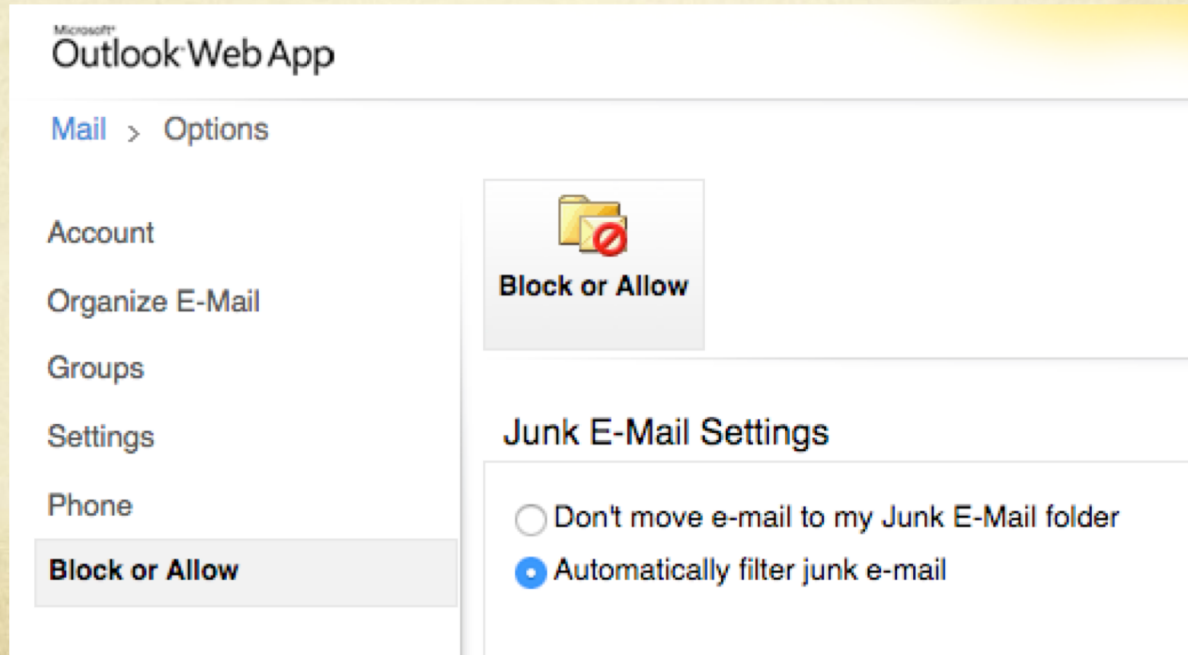 Microsoft®
Outlook Web App
Mail > Options
Account
Organize E-Mail
Groups
Settings
Phone
Block or Allow
Block or Allow
Junk E-Mail Settings
Don't move e-mail to my Junk E-Mail folder
Automatically filter junk e-mail